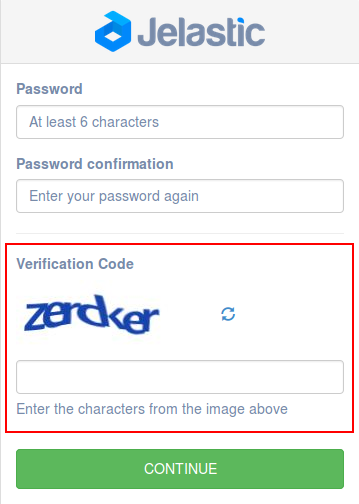 Jelastic
Password
At least 6 characters
Password confirmation
Enter your password again
Verification Code
Enter the characters from the image above
CONTINUE